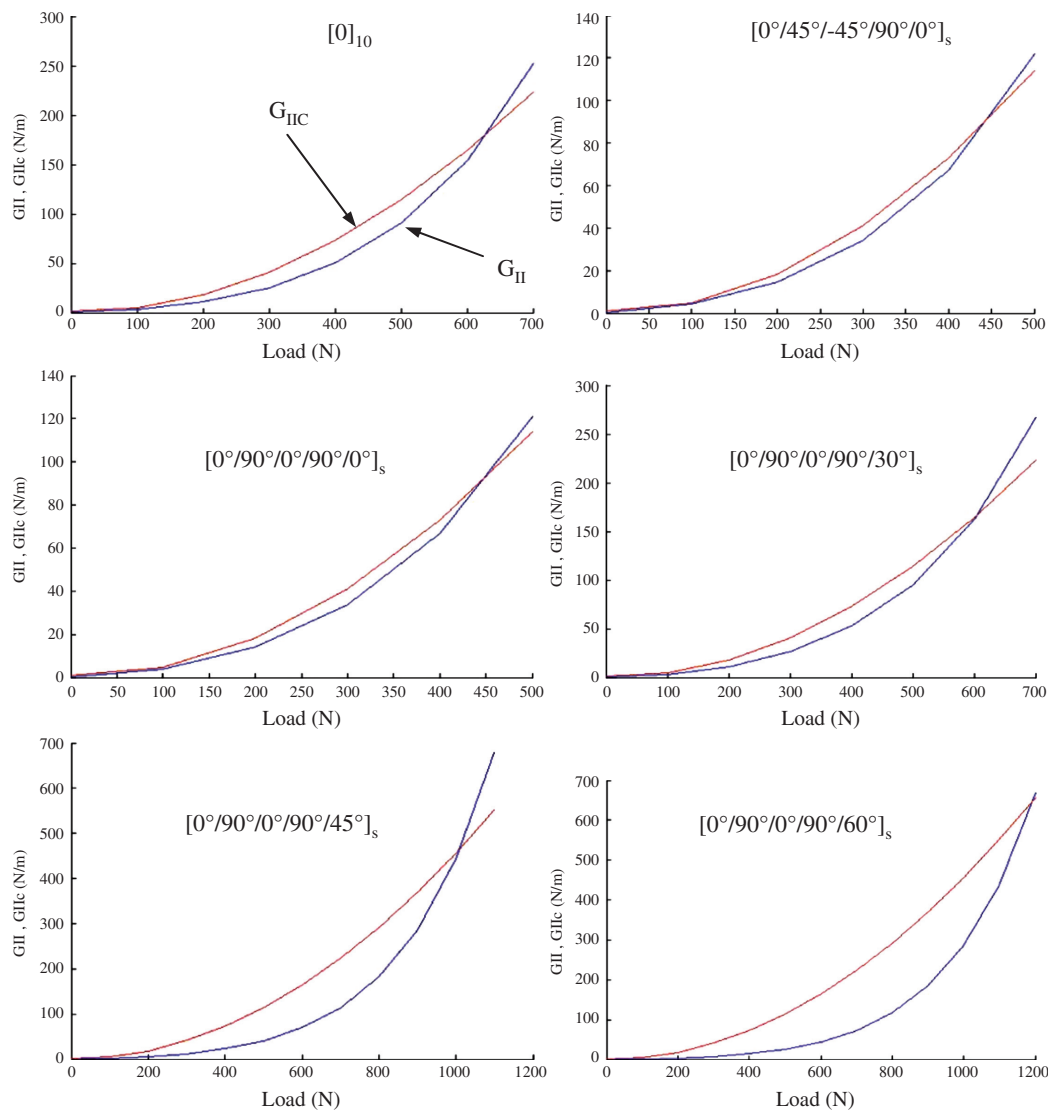 [0]10
GIIC
GII
GII , GIIc (N/m)
300
250
200
150
100
50
0
0 100 200 300 400 500 600 700
Load (N)
[0°/45°/-45°/90°/0°]s
GII, GIIc (N/m)
140
120
100
80
60
40
20
0
0 50 100 150 200 250 300 350 400 450 500
Load (N)
[0°/90°/0°/90°/0°]s
GII , GIIc (N/m)
140
120
100
80
60
40
20
0
0 50 100 150 200 250 300 350 400 450 500
Load (N)
[0°/90°/0°/90°/30°]s
GII , GIIc (N/m)
300
250
200
150
100
50
0
0 100 200 300 400 500 600 700
Load (N)
[0°/90°/0°/90°/45°]s
GII , GIIc (N/m)
700
600
500
400
300
200
100
0
0 200 400 600 800 1000 1200
Load (N)
[0°/90°/0°/90°/60°]s
GII , GIIc (N/m)
700
600
500
400
300
200
100
0
0 200 400 600 800 1000 1200
Load (N)